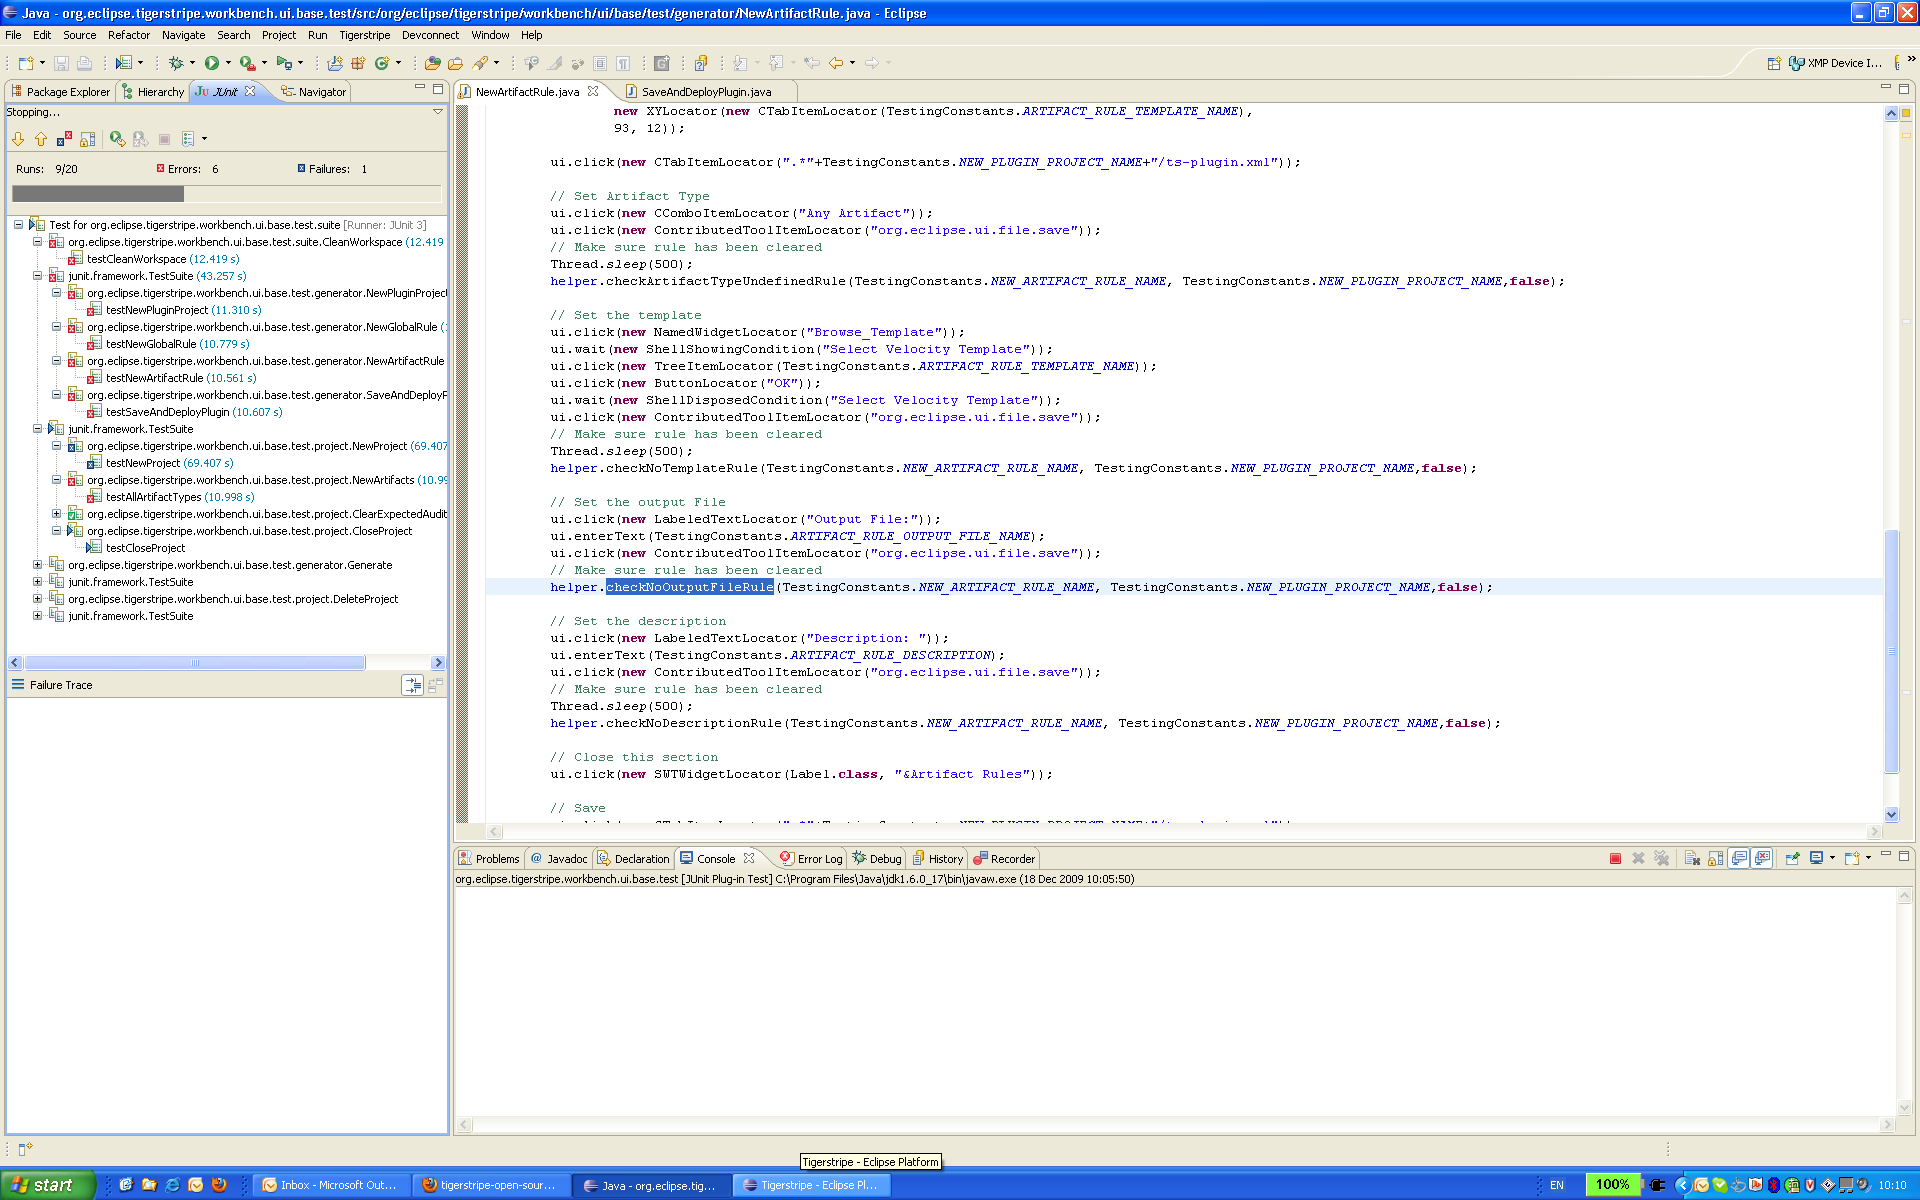 Java - org.eclipse.tigerstripe.workbench.ui.base.test/src/org/eclipse/tigerstripe/workbench/ui/base/test/generator/NewArtifactRule.java - Eclipse
File Edit Source Refactor Navigate Search Project Run Tigerstripe Devconnect Window Help
XMP Device I...
Package Explorer Hierarchy JUnit Navigator
NewArtifactRule.java SaveAndDeployPlugin.java
Stopping...
Runs: 9/20 Errors: 6 Failures: 1
Test for org.eclipse.tigerstripe.workbench.ui.base.test.suite [Runner: JUnit 3]
org.eclipse.tigerstripe.workbench.ui.base.test.suite.CleanWorkspace (12.419
testCleanWorkspace (12.419 s)
junit.framework.TestSuite (43.257 s)
org.eclipse.tigerstripe.workbench.ui.base.test.generator.NewPluginProject
testNewPluginProject (11.310 s)
org.eclipse.tigerstripe.workbench.ui.base.test.generator.NewGlobalRule (
testNewGlobalRule (10.779 s)
org.eclipse.tigerstripe.workbench.ui.base.test.generator.NewArtifactRule
testNewArtifactRule (10.561 s)
org.eclipse.tigerstripe.workbench.ui.base.test.generator.SaveAndDeployP
testSaveAndDeployPlugin (10.607 s)
junit.framework.TestSuite
org.eclipse.tigerstripe.workbench.ui.base.test.project.NewProject (69.407
testNewProject (69.407 s)
org.eclipse.tigerstripe.workbench.ui.base.test.project.NewArtifacts (10.99
testAllArtifactTypes (10.998 s)
org.eclipse.tigerstripe.workbench.ui.base.test.project.ClearExpectedAudit
org.eclipse.tigerstripe.workbench.ui.base.test.project.CloseProject
testCloseProject
org.eclipse.tigerstripe.workbench.ui.base.test.generator.Generate
junit.framework.TestSuite
org.eclipse.tigerstripe.workbench.ui.base.test.project.DeleteProject
junit.framework.TestSuite
Failure Trace
new XYLocator(new CTabItemLocator(TestingConstants.ARTIFACT_RULE_TEMPLATE_NAME),
93, 12));
ui.click(new CTabItemLocator(".*"+TestingConstants.NEW_PLUGIN_PROJECT_NAME+"/ts-plugin.xml"));
// Set Artifact Type
ui.click(new CComboItemLocator("Any Artifact"));
ui.click(new ContributedToolItemLocator("org.eclipse.ui.file.save"));
// Make sure rule has been cleared
Thread.sleep(500);
helper.checkArtifactTypeUndefinedRule(TestingConstants.NEW_ARTIFACT_RULE_NAME, TestingConstants.NEW_PLUGIN_PROJECT_NAME,false);
// Set the template
ui.click(new NamedWidgetLocator("Browse_Template"));
ui.wait(new ShellShowingCondition("Select Velocity Template"));
ui.click(new TreeItemLocator(TestingConstants.ARTIFACT_RULE_TEMPLATE_NAME));
ui.click(new ButtonLocator("OK"));
ui.wait(new ShellDisposedCondition("Select Velocity Template"));
ui.click(new ContributedToolItemLocator("org.eclipse.ui.file.save"));
// Make sure rule has been cleared
Thread.sleep(500);
helper.checkNoTemplateRule(TestingConstants.NEW_ARTIFACT_RULE_NAME, TestingConstants.NEW_PLUGIN_PROJECT_NAME,false);
// Set the output File
ui.click(new LabeledTextLocator("Output File:"));
ui.enterText(TestingConstants.ARTIFACT_RULE_OUTPUT_FILE_NAME);
ui.click(new ContributedToolItemLocator("org.eclipse.ui.file.save"));
// Make sure rule has been cleared
helper.checkNoOutputFileRule(TestingConstants.NEW_ARTIFACT_RULE_NAME, TestingConstants.NEW_PLUGIN_PROJECT_NAME,false);
// Set the description
ui.click(new LabeledTextLocator("Description: "));
ui.enterText(TestingConstants.ARTIFACT_RULE_DESCRIPTION);
ui.click(new ContributedToolItemLocator("org.eclipse.ui.file.save"));
// Make sure rule has been cleared
Thread.sleep(500);
helper.checkNoDescriptionRule(TestingConstants.NEW_ARTIFACT_RULE_NAME, TestingConstants.NEW_PLUGIN_PROJECT_NAME,false);
// Close this section
ui.click(new SWTWidgetLocator(Label.class, "&Artifact Rules"));
// Save
Problems Javadoc Declaration Console Error Log Debug History Recorder
org.eclipse.tigerstripe.workbench.ui.base.test [JUnit Plug-in Test] C:\Program Files\Java\jdk1.6.0_17\bin\javaw.exe (18 Dec 2009 10:05:50)
Tigerstripe - Eclipse Platform
start Inbox - Microsoft Out... tigerstripe-open-sour... Java - org.eclipse.tig... Tigerstripe - Eclipse Pl... EN 100% 10:10